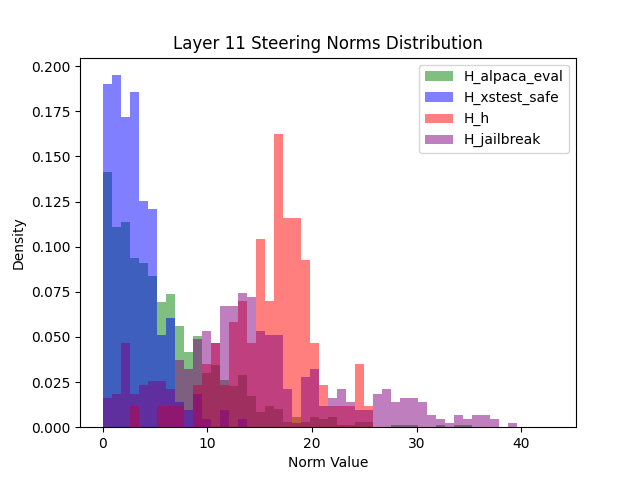 Layer 11 Steering Norms Distribution
H_alpaca_eval
H_xstest_safe
H_h
H_jailbreak
Density
0.200
0.175
0.150
0.125
0.100
0.075
0.050
0.025
0.000
0
10
20
30
40
Norm Value